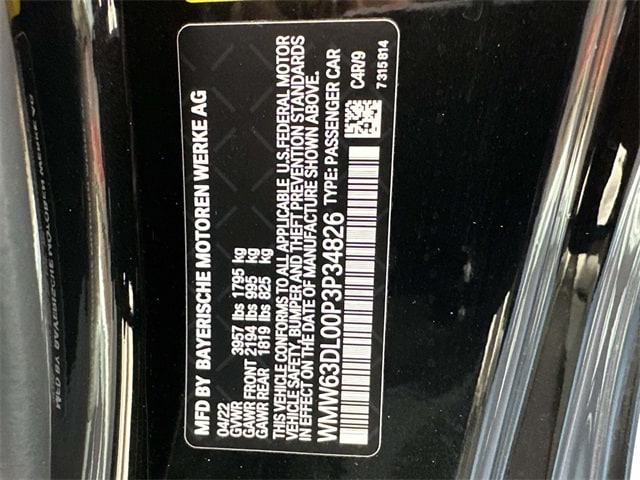 MFD BY BAYERISCHE MOTOREN WERKE AG
04/22
GVWR 3957 lbs 1795 kg
GAWR FRONT 2194 lbs 995 kg
GAWR REAR 1819 lbs 825 kg
THIS VEHICLE CONFORMS TO ALL APPLICABLE U.S.FEDERAL MOTOR
VEHICLE SAFETY, BUMPER AND THEFT PREVENTION STANDARDS
IN EFFECT ON THE DATE OF MANUFACTURE SHOWN ABOVE.
WMW63DL00P3P34826 TYPE: PASSENGER CAR
C4R/9
7315814